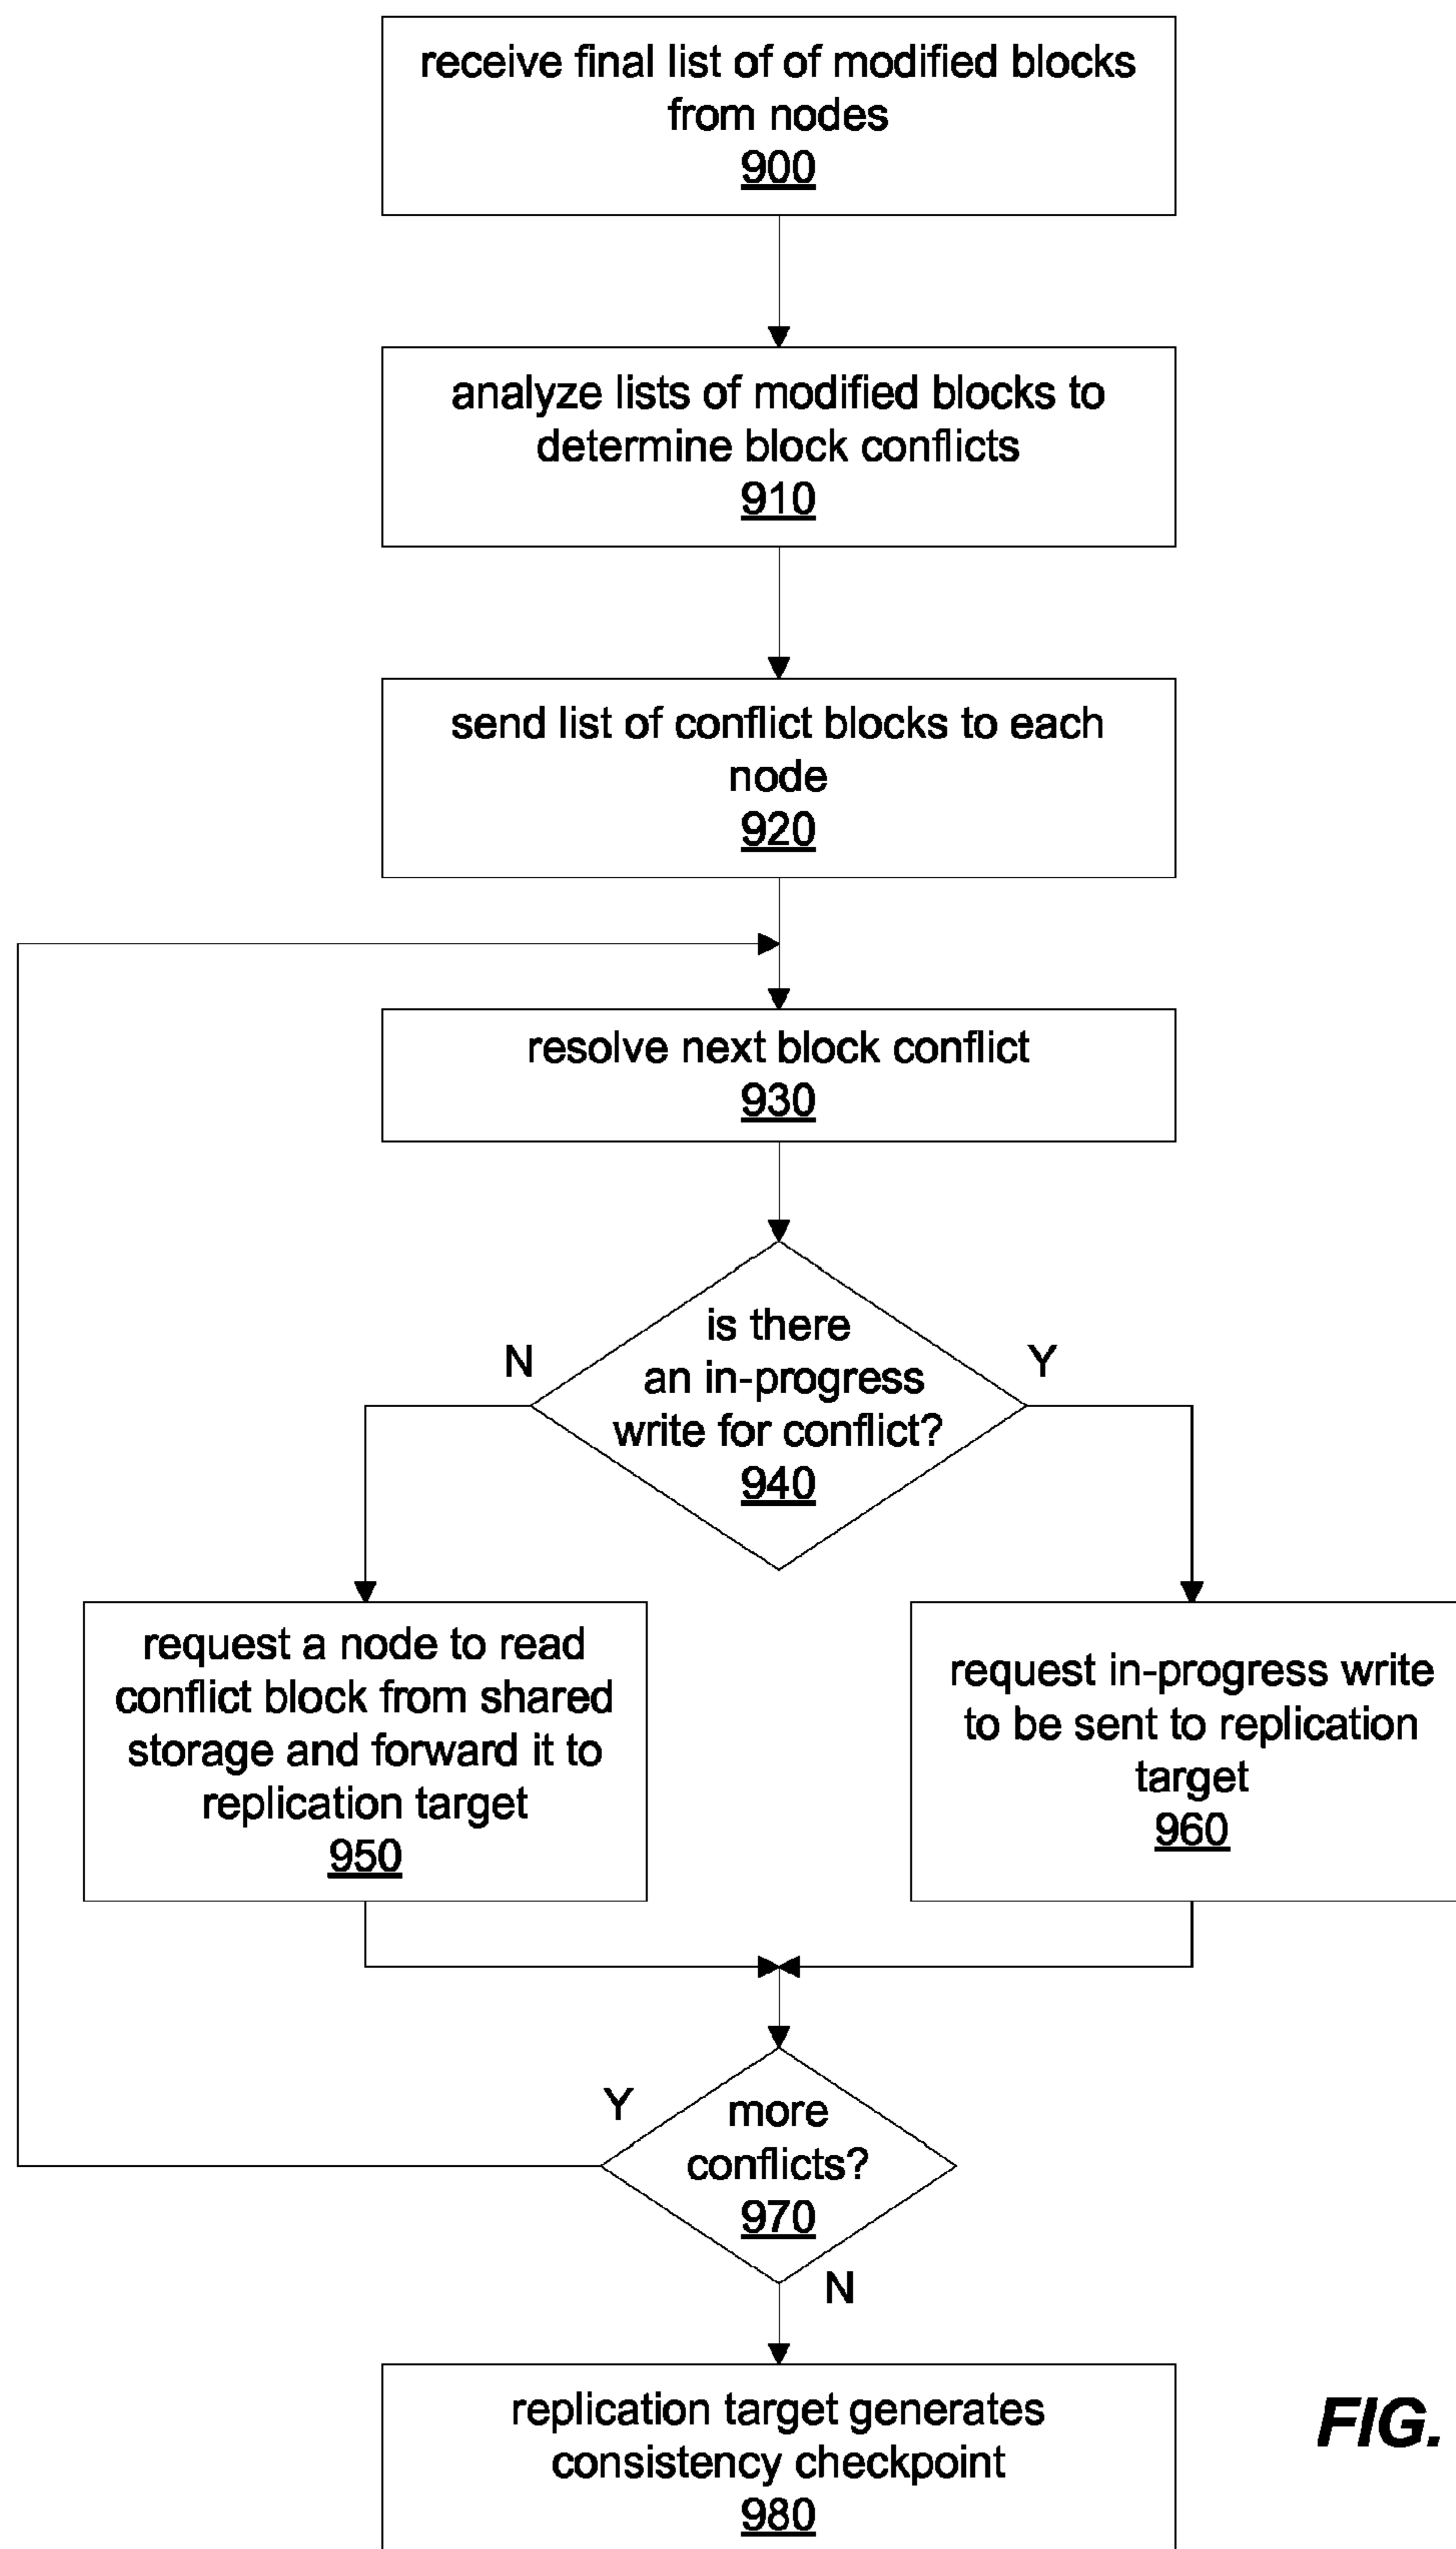 receive final list of of modified blocks
from nodes
900
analyze lists of modified blocks to
determine block conflicts
910
send list of conflict blocks to each
node
920
resolve next block conflict
930
is there
an in-progress
write for conflict?
940
N
Y
request a node to read
conflict block from shared
storage and forward it to
replication target
950
request in-progress write
to be sent to replication
target
960
Y
more
conflicts?
970
N
replication target generates
consistency checkpoint
980
FIG.